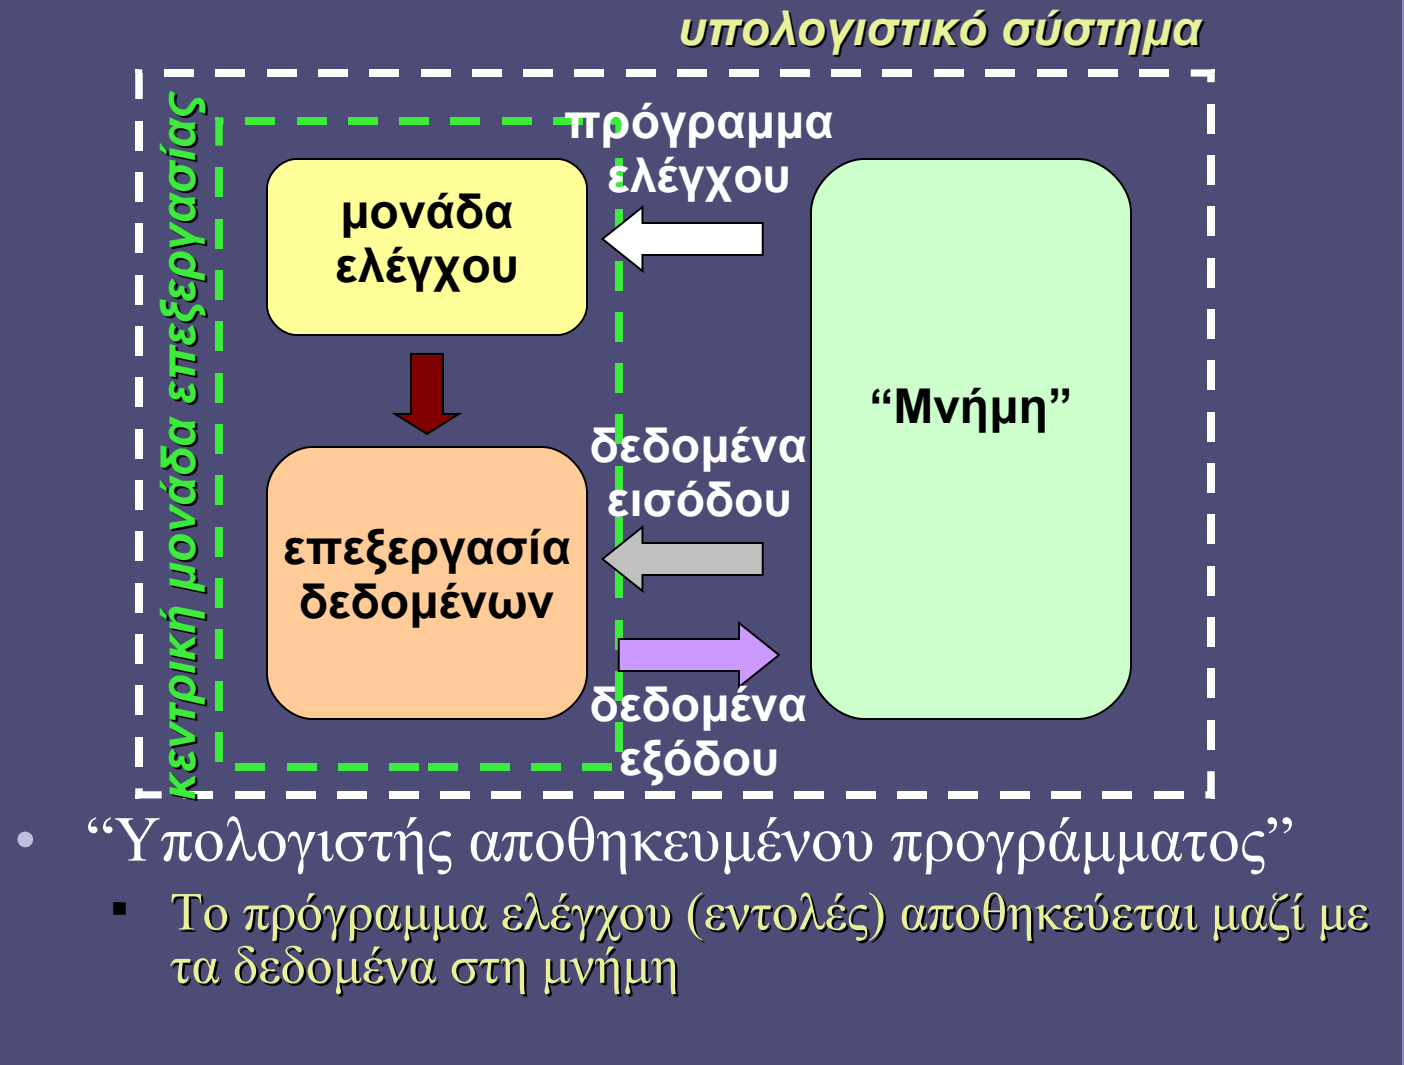 υπολογιστικό σύστημα
κεντρική μονάδα επεξεργασίας
πρόγραμμα
ελέγχου
μονάδα
ελέγχου
“Μνήμη”
δεδομένα
εισόδου
επεξεργασία
δεδομένων
δεδομένα
εξόδου
• “Υπολογιστής αποθηκευμένου προγράμματος”
▪ Το πρόγραμμα ελέγχου (εντολές) αποθηκεύεται μαζί με
τα δεδομένα στη μνήμη